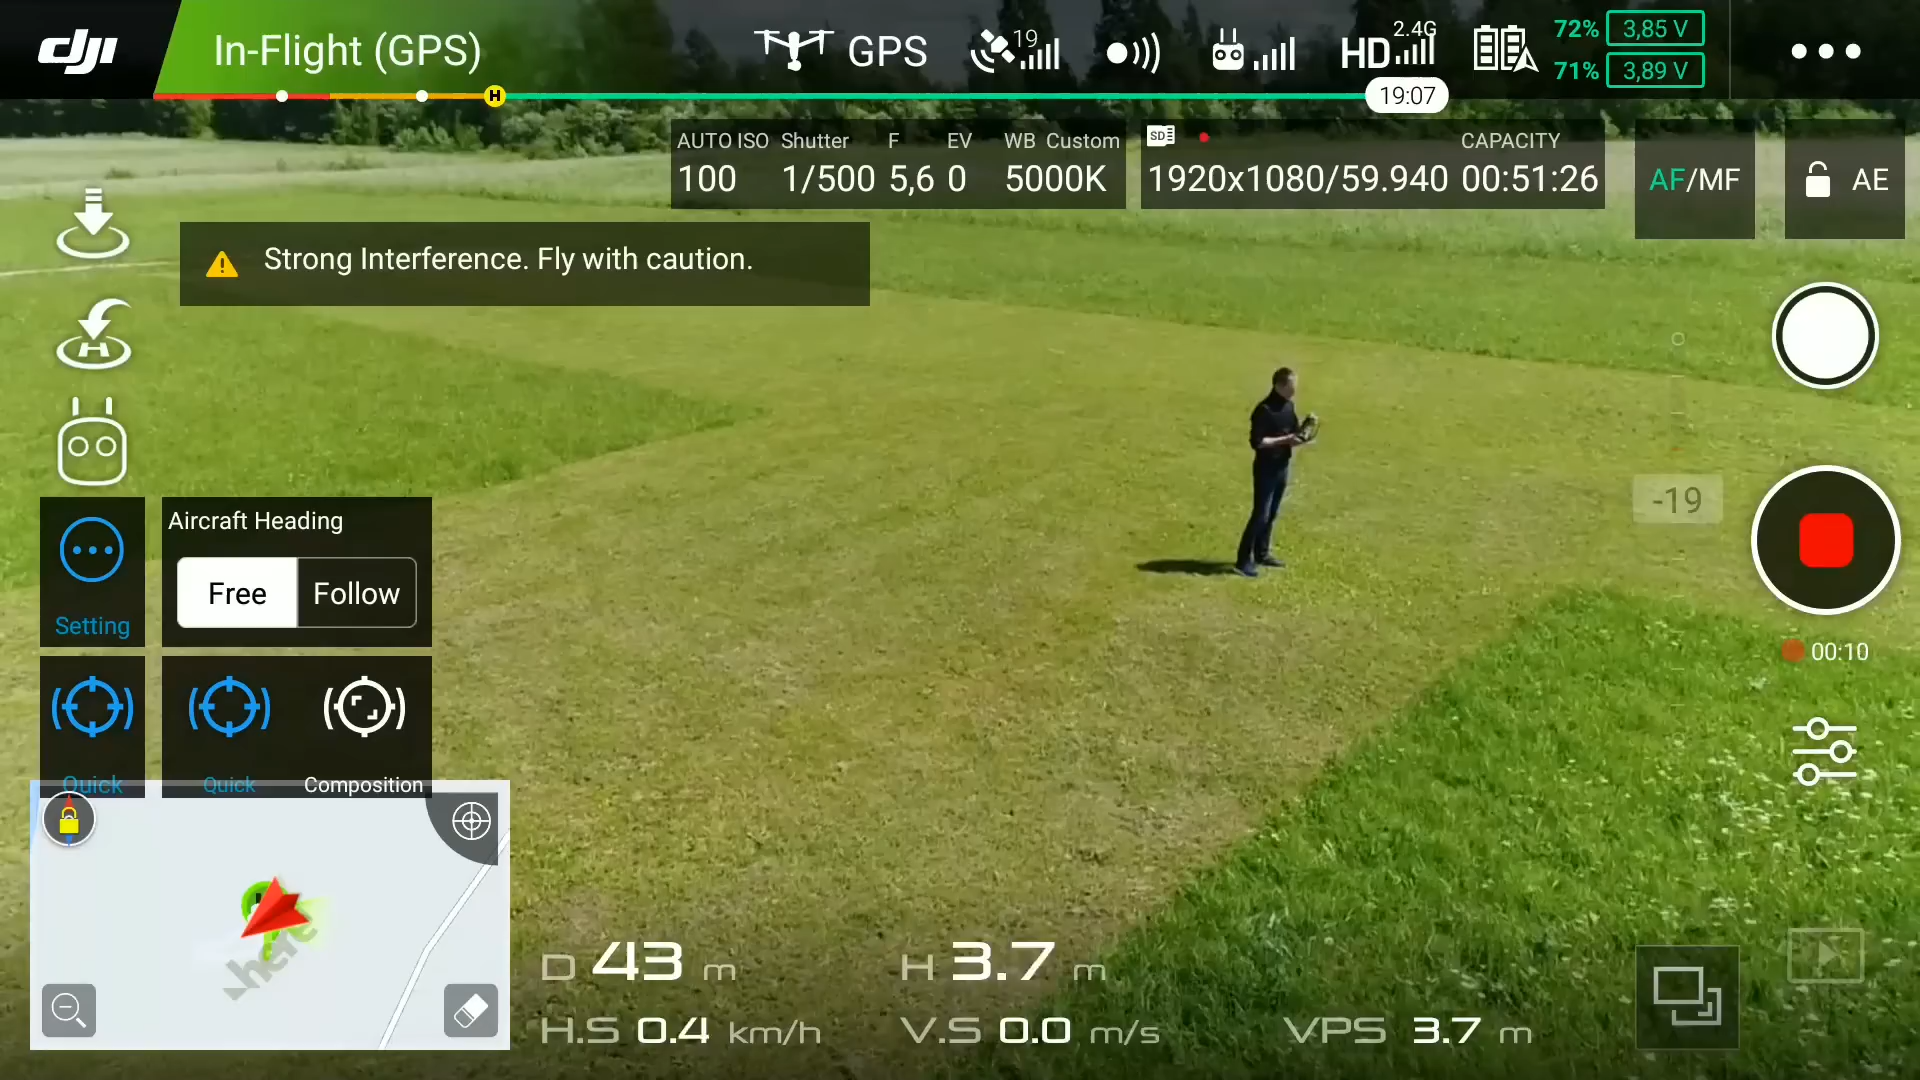 dji
In-Flight (GPS)
GPS
19
HD
2.4G
72% 3,85 V
71% 3,89 V
H
19:07
AUTO ISO Shutter F EV WB Custom
100 1/500 5,6 0 5000K
SD
CAPACITY
1920x1080/59.940 00:51:26
AF/MF
AE
Strong Interference. Fly with caution.
H
-19
Aircraft Heading
Free Follow
Setting
00:10
Quick
Quick
Composition
here
D 43 m
H 3.7 m
H.S 0.4 km/h
V.S 0.0 m/s
VPS 3.7 m